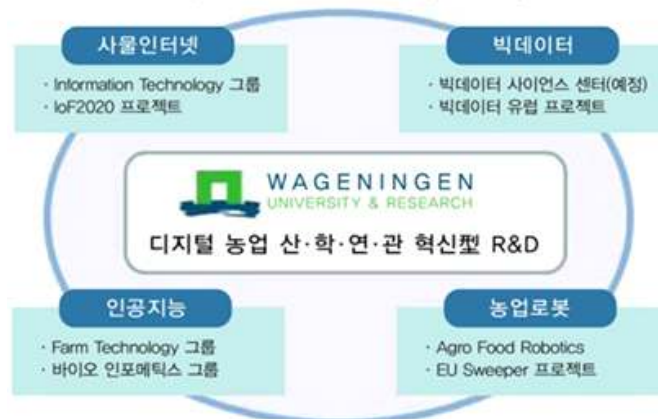 사물인터넷
· Information Technology 그룹
· IoF2020 프로젝트
빅데이터
· 빅데이터 사이언스 센터(예정)
· 빅데이터 유럽 프로젝트
WAGENINGEN
UNIVERSITY & RESEARCH
디지털 농업 산·학·연·관 혁신型 R&D
인공지능
· Farm Technology 그룹
· 바이오 인포메틱스 그룹
농업로봇
· Agro Food Robotics
· EU Sweeper 프로젝트